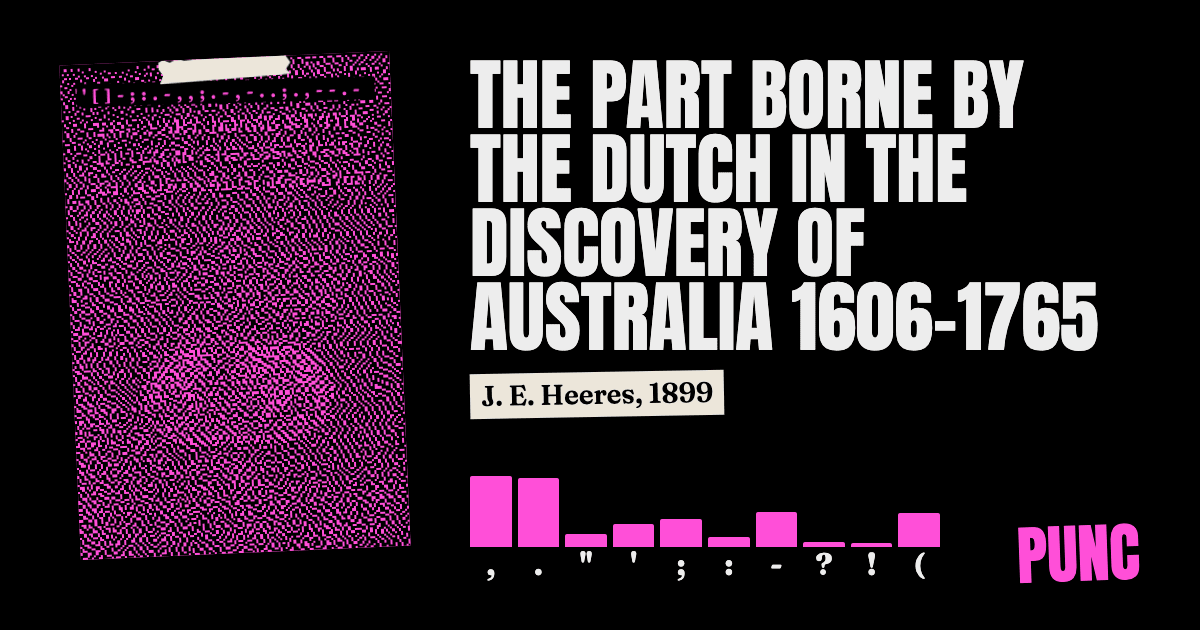 '[]-;:.-,,;.-,-..;.,--.-
THE PART BORNE BY
THE DUTCH IN THE
DISCOVERY OF
AUSTRALIA 1606-1765
J. E. Heeres, 1899
, . " ' ; : - ? ! (
PUNC